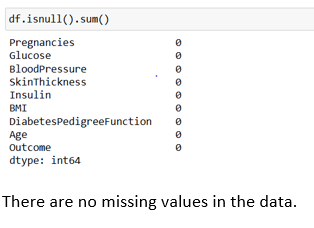 df.isnull().sum()
Pregnancies 0
Glucose 0
BloodPressure 0
SkinThickness 0
Insulin 0
BMI 0
DiabetesPedigreeFunction 0
Age 0
Outcome 0
dtype: int64
There are no missing values in the data.